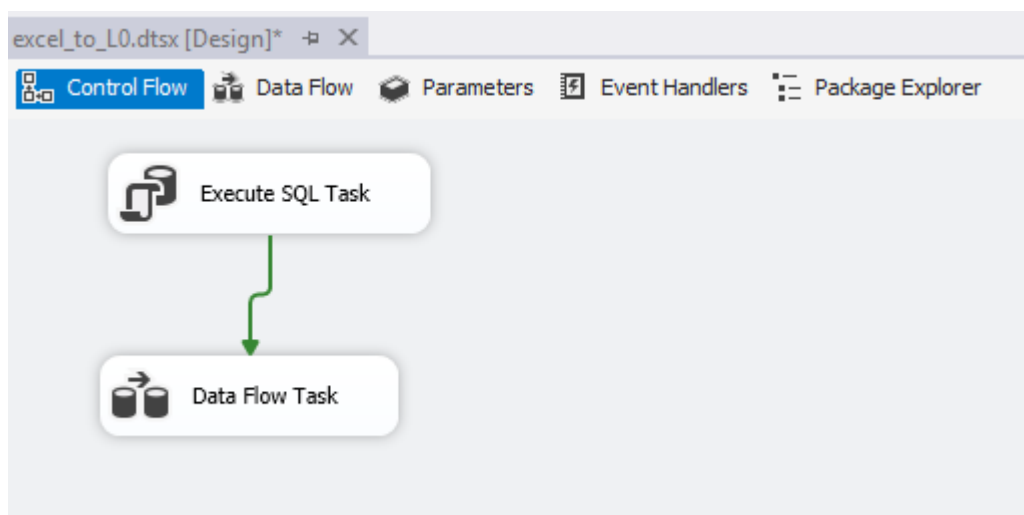 excel_to_L0.dtsx [Design]*
Control Flow Data Flow Parameters Event Handlers Package Explorer
Execute SQL Task
Data Flow Task